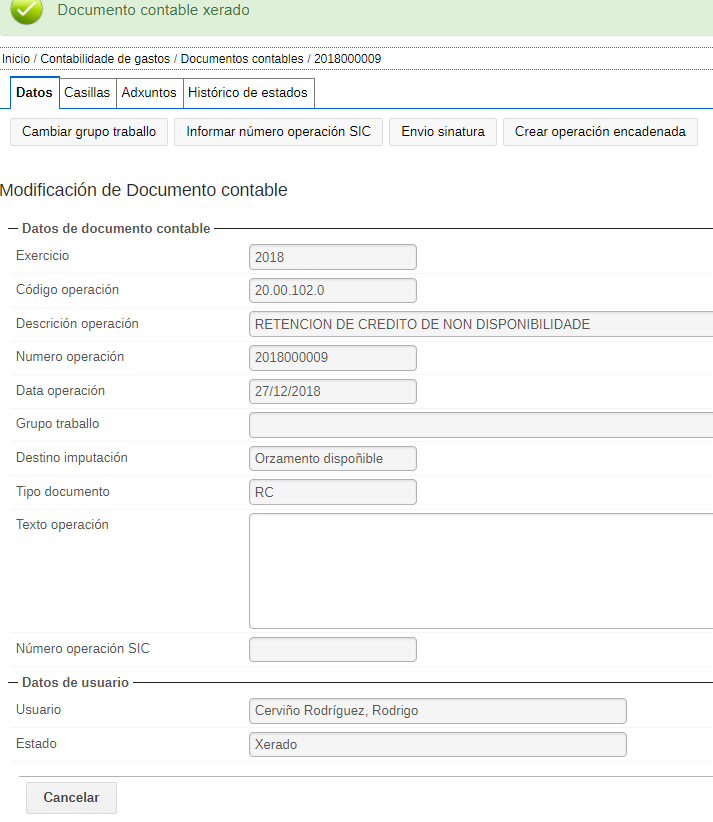 Documento contable xerado
Inicio / Contabilidade de gastos / Documentos contables / 2018000009
Datos Casillas Adxuntos Histórico de estados
Cambiar grupo traballo Informar número operación SIC Envio sinatura Crear operación encadenada
Modificación de Documento contable
Datos de documento contable
Exercicio 2018
Código operación 20.00.102.0
Descrición operación RETENCION DE CREDITO DE NON DISPONIBILIDADE
Numero operación 2018000009
Data operación 27/12/2018
Grupo traballo
Destino imputación Orzamento dispoñible
Tipo documento RC
Texto operación
Número operación SIC
Datos de usuario
Usuario Cerviño Rodríguez, Rodrigo
Estado Xerado
Cancelar